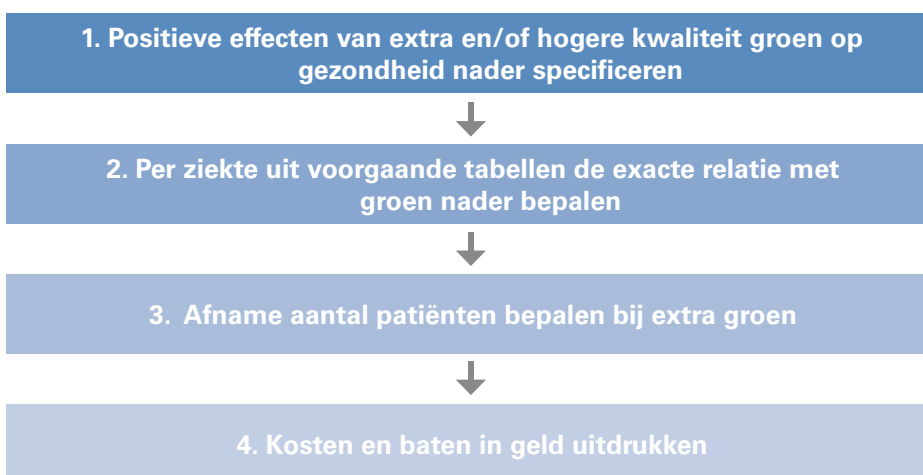 1. Positieve effecten van extra en/of hogere kwaliteit groen op
gezondheid nader specificeren
2. Per ziekte uit voorgaande tabellen de exacte relatie met
groen nader bepalen
3. Afname aantal patiënten bepalen bij extra groen
4. Kosten en baten in geld uitdrukken